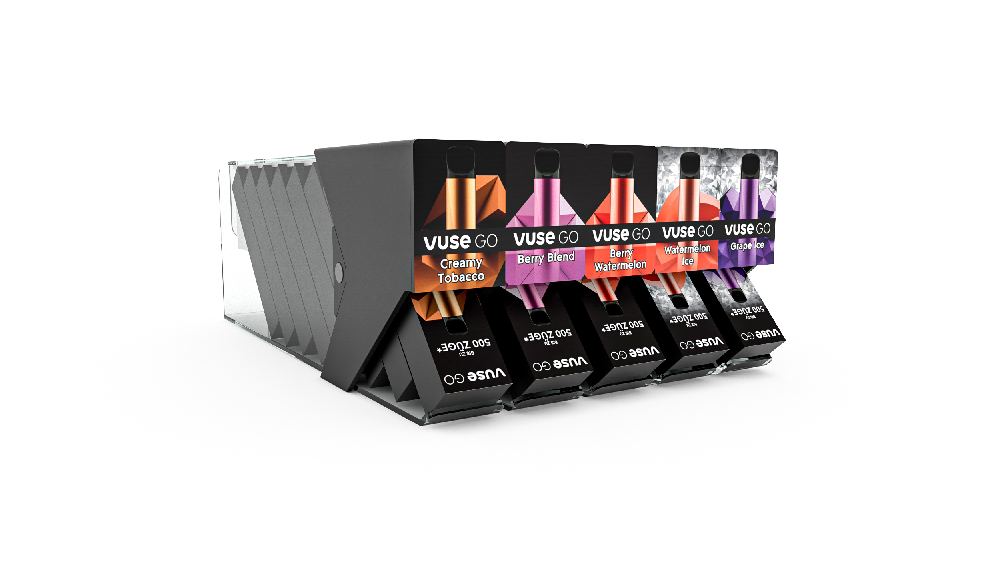 VUSE GO
Creamy
Tobacco
VUSE GO
Berry Blend
VUSE GO
Berry
Watermelon
VUSE GO
Watermelon
Ice
VUSE GO
Grape Ice
VUSE GO
BIS ZU
500 ZÜGE*
VUSE GO
BIS ZU
500 ZÜGE*
VUSE GO
BIS ZU
500 ZÜGE*
VUSE GO
BIS ZU
500 ZÜGE*
VUSE GO
BIS ZU
500 ZÜGE*